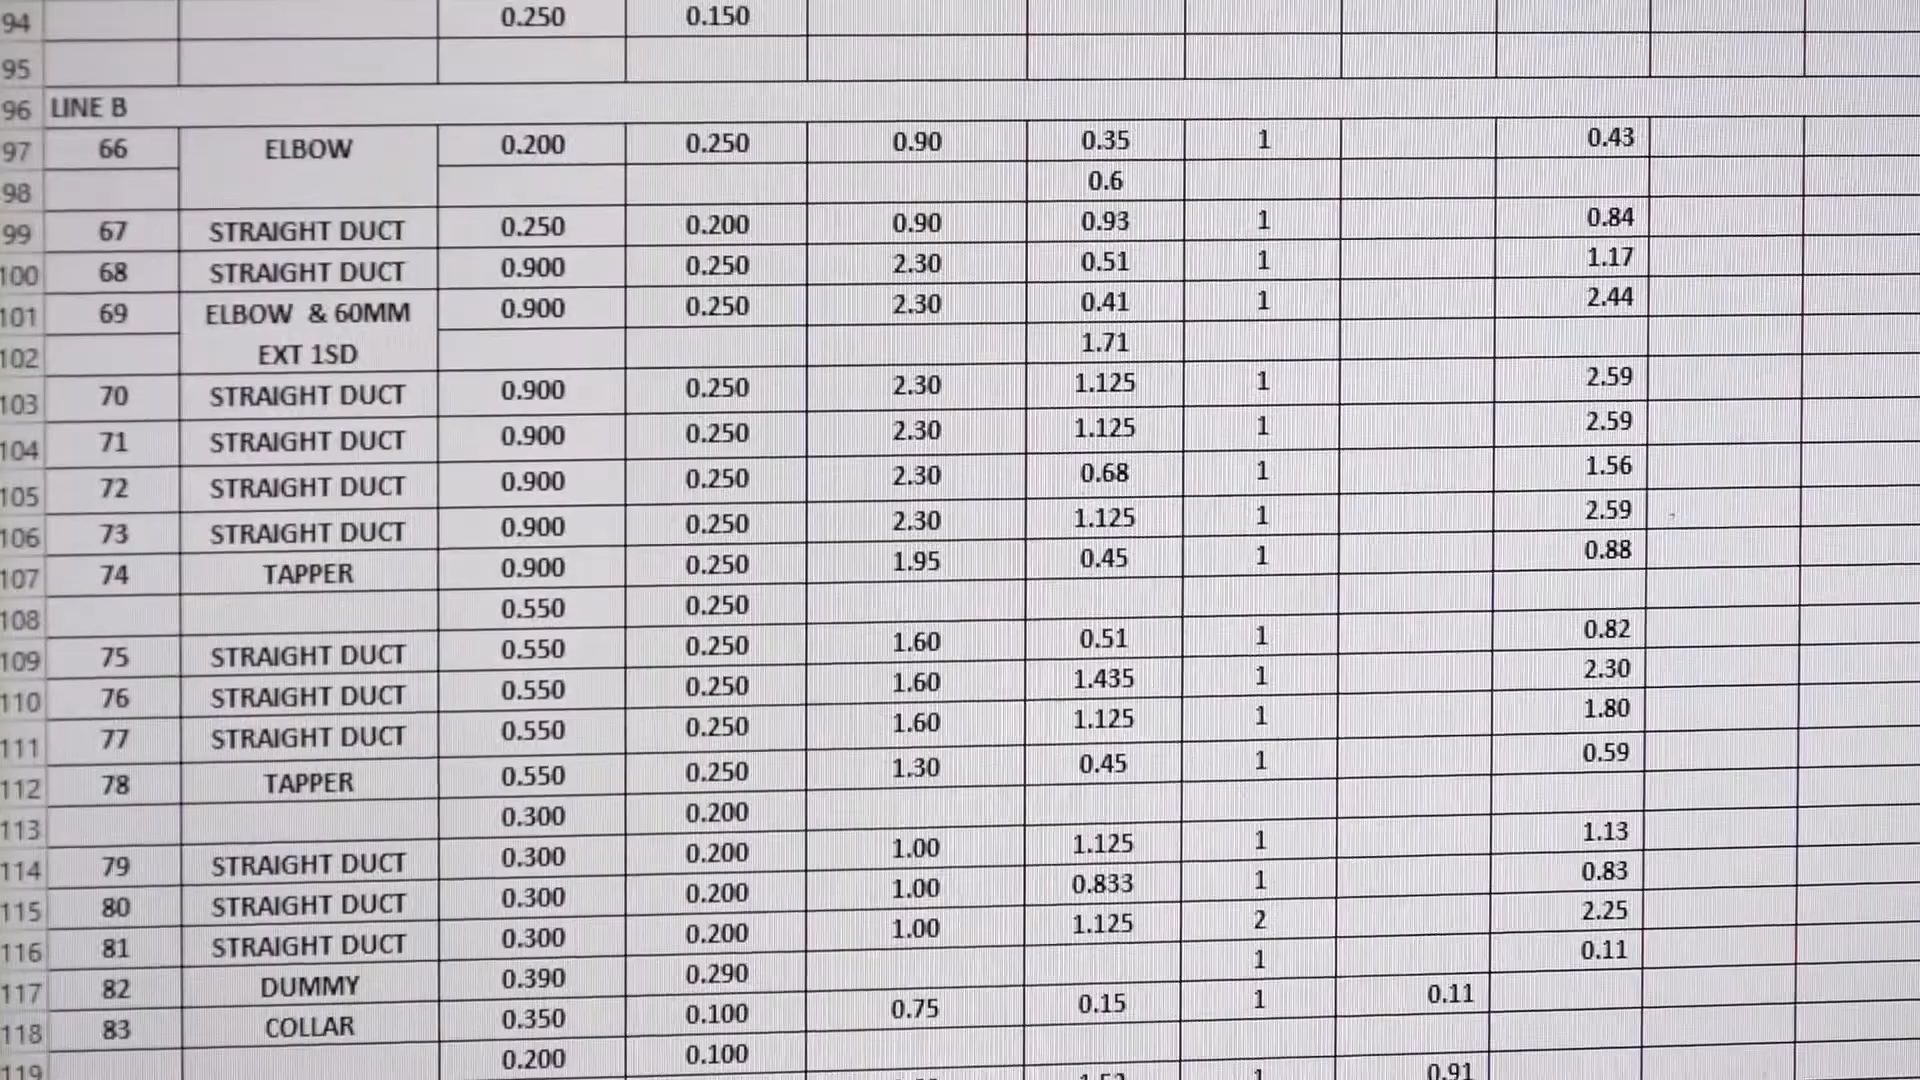 94 0.250 0.150
95
96 LINE B
97 66 ELBOW 0.200 0.250 0.90 0.35 1 0.43
98 0.6
99 67 STRAIGHT DUCT 0.250 0.200 0.90 0.93 1 0.84
100 68 STRAIGHT DUCT 0.900 0.250 2.30 0.51 1 1.17
101 69 ELBOW & 60MM 0.900 0.250 2.30 0.41 1 2.44
102 EXT 1SD 1.71
103 70 STRAIGHT DUCT 0.900 0.250 2.30 1.125 1 2.59
104 71 STRAIGHT DUCT 0.900 0.250 2.30 1.125 1 2.59
105 72 STRAIGHT DUCT 0.900 0.250 2.30 0.68 1 1.56
106 73 STRAIGHT DUCT 0.900 0.250 2.30 1.125 1 2.59
107 74 TAPPER 0.900 0.250 1.95 0.45 1 0.88
108 0.550 0.250
109 75 STRAIGHT DUCT 0.550 0.250 1.60 0.51 1 0.82
110 76 STRAIGHT DUCT 0.550 0.250 1.60 1.435 1 2.30
111 77 STRAIGHT DUCT 0.550 0.250 1.60 1.125 1 1.80
112 78 TAPPER 0.550 0.250 1.30 0.45 1 0.59
113 0.300 0.200
114 79 STRAIGHT DUCT 0.300 0.200 1.00 1.125 1 1.13
115 80 STRAIGHT DUCT 0.300 0.200 1.00 0.833 1 0.83
116 81 STRAIGHT DUCT 0.300 0.200 1.00 1.125 2 2.25
117 82 DUMMY 0.390 0.290 1 0.11
118 83 COLLAR 0.350 0.100 0.75 0.15 1 0.11
119 0.200 0.100
1 0.91